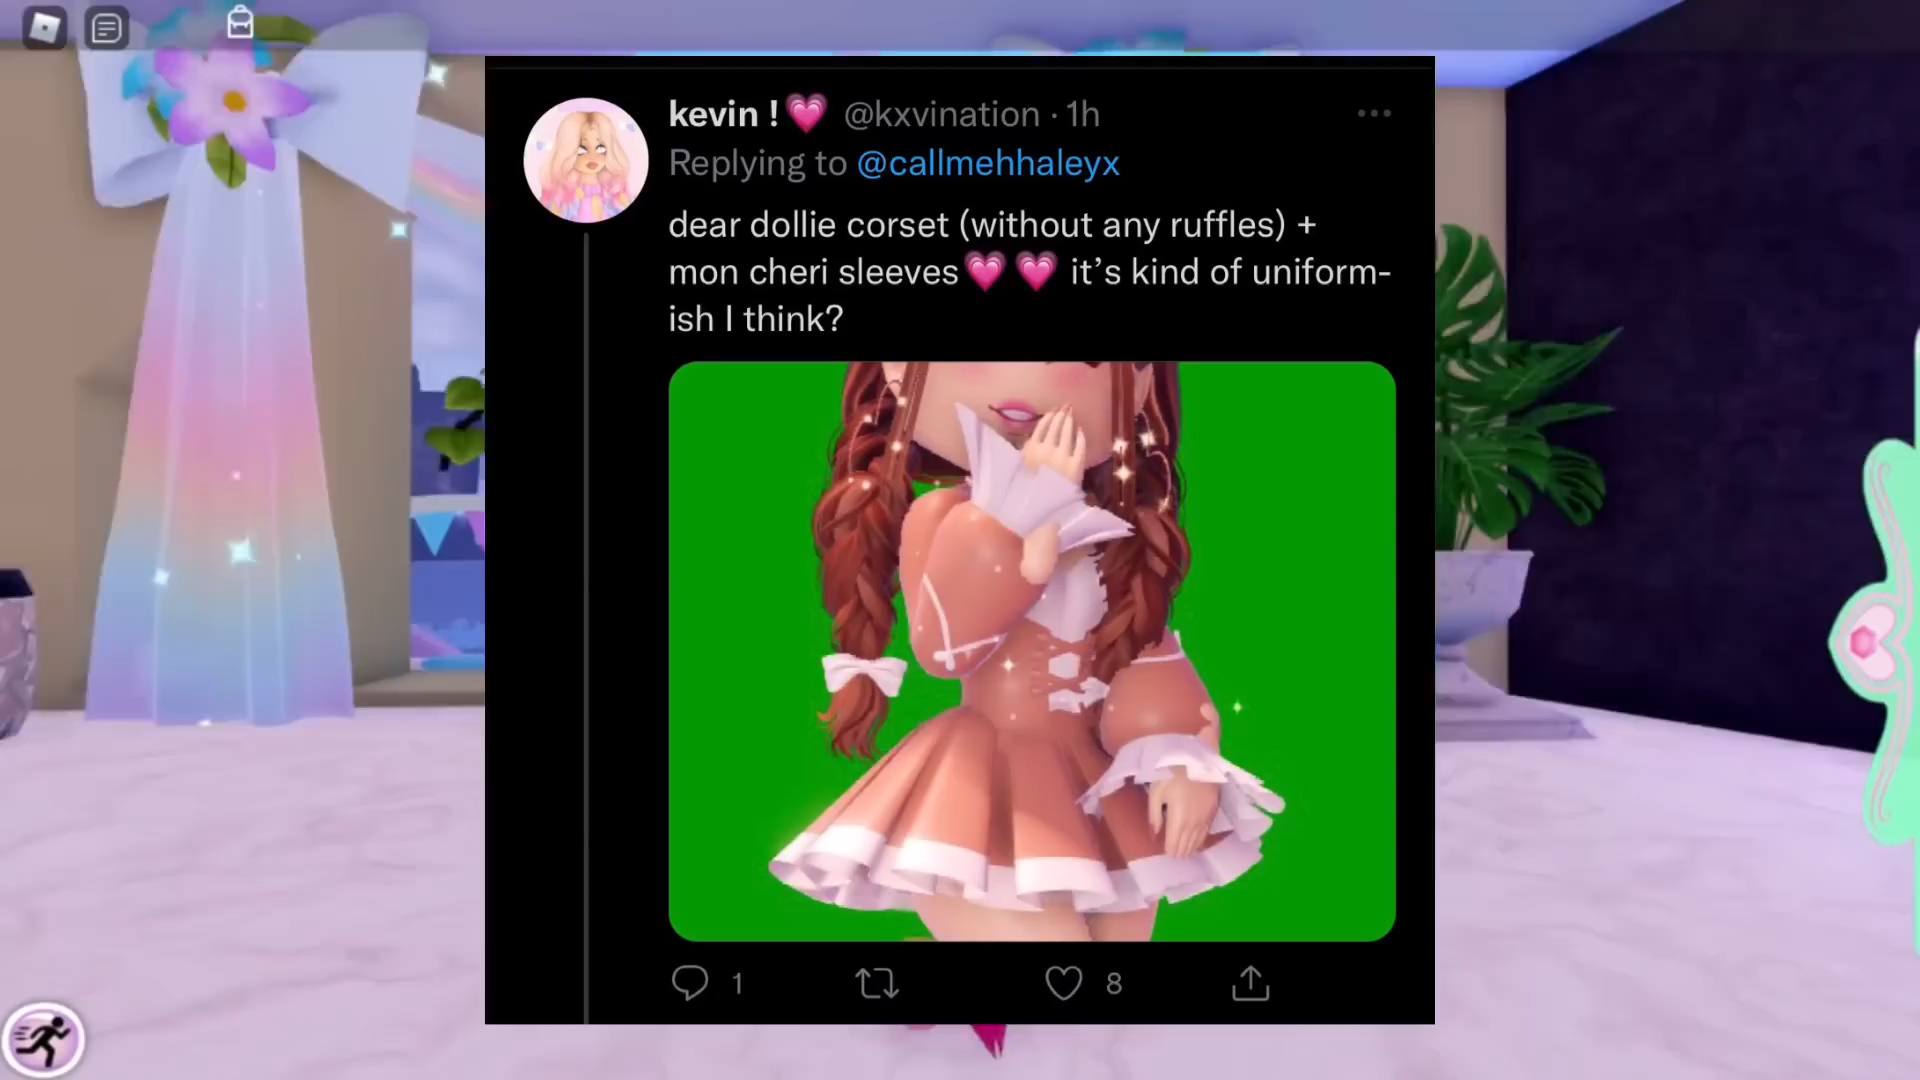 kevin !💗 @kxvination · 1h
Replying to @callmehhaleyx
dear dollie corset (without any ruffles) +
mon cheri sleeves💗💗 it’s kind of uniform-
ish I think?
1
8